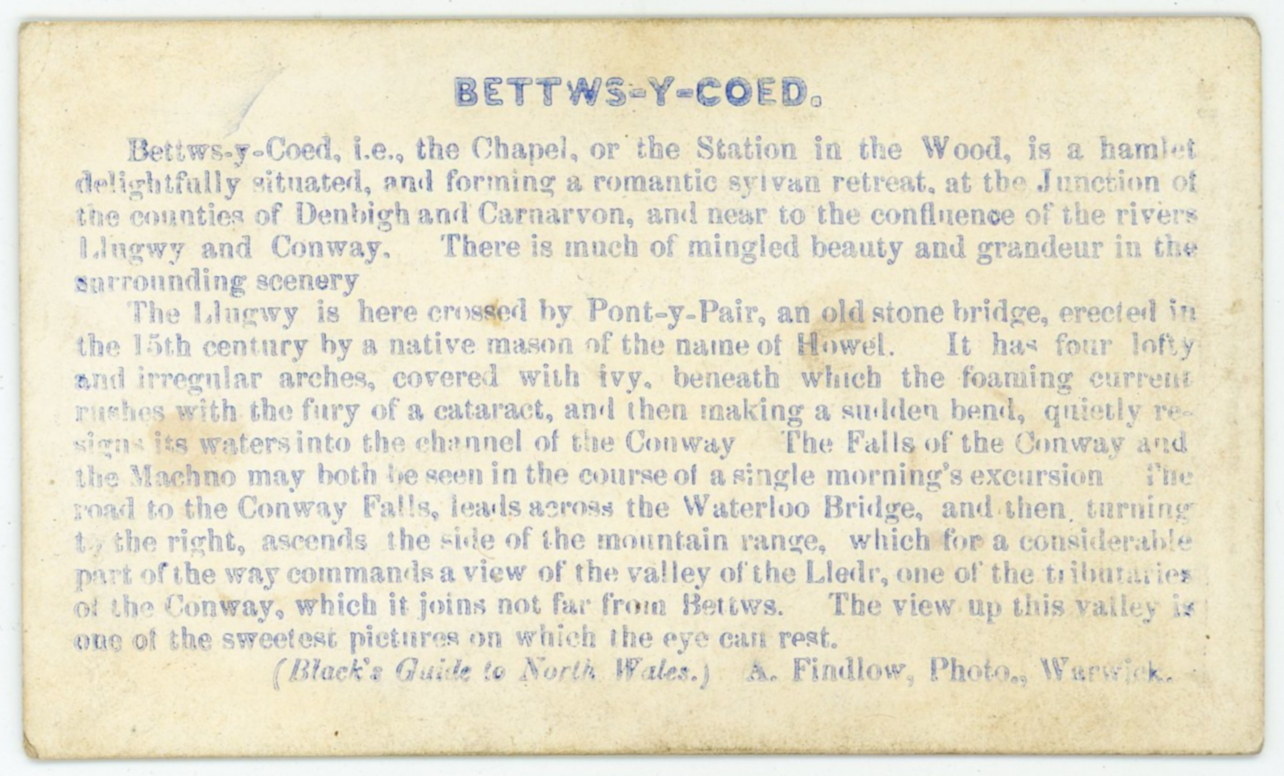 BETTWS-Y-COED.
Bettws-y-Coed, i.e., the Chapel, or the Station in the Wood, is a hamlet
delightfully situated, and forming a romantic sylvan retreat, at the Junction of
the counties of Denbigh and Carnarvon, and near to the confluence of the rivers
Llugwy and Conway. There is much of mingled beauty and grandeur in the
surrounding scenery
The Llugwy is here crossed by Pont-y-Pair, an old stone bridge, erected in
the 15th century by a native mason of the name of Howel. It has four lofty
and irregular arches, covered with ivy, beneath which the foaming current
rushes with the fury of a cataract, and then making a sudden bend, quietly re-
signs its waters into the channel of the Conway The Falls of the Conway and
the Machno may both be seen in the course of a single morning's excursion The
road to the Conway Falls, leads across the Waterloo Bridge, and then turning
to the right, ascends the side of the mountain range, which for a considerable
part of the way commands a view of the valley of the Lledr, one of the tributaries
of the Conway, which it joins not far from Bettws. The view up this valley is
one of the sweetest pictures on which the eye can rest.
(Black's Guide to North Wales.) A. Findlow, Photo., Warwick.